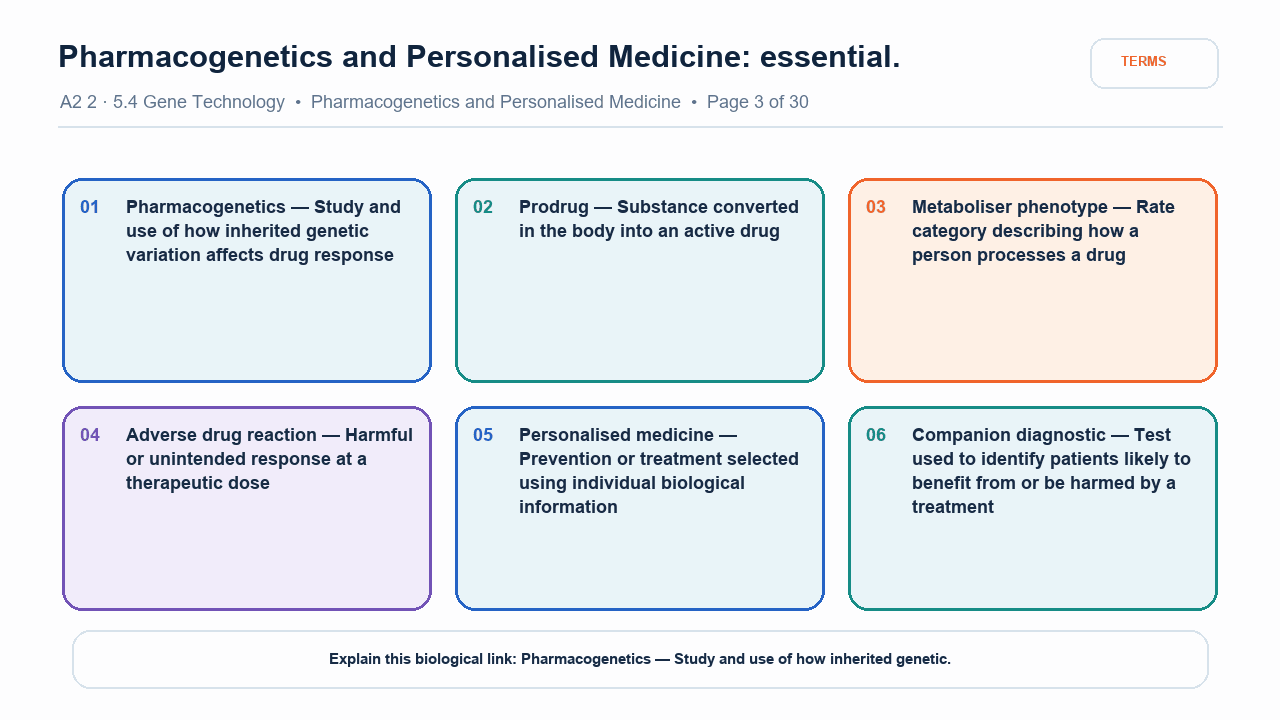 Pharmacogenetics and Personalised Medicine: essential.
TERMS
A2 2 · 5.4 Gene Technology • Pharmacogenetics and Personalised Medicine • Page 3 of 30
01
Pharmacogenetics — Study and
use of how inherited genetic
variation affects drug response
02
Prodrug — Substance converted
in the body into an active drug
03
Metaboliser phenotype — Rate
category describing how a
person processes a drug
04
Adverse drug reaction — Harmful
or unintended response at a
therapeutic dose
05
Personalised medicine —
Prevention or treatment selected
using individual biological
information
06
Companion diagnostic — Test
used to identify patients likely to
benefit from or be harmed by a
treatment
Explain this biological link: Pharmacogenetics — Study and use of how inherited genetic.